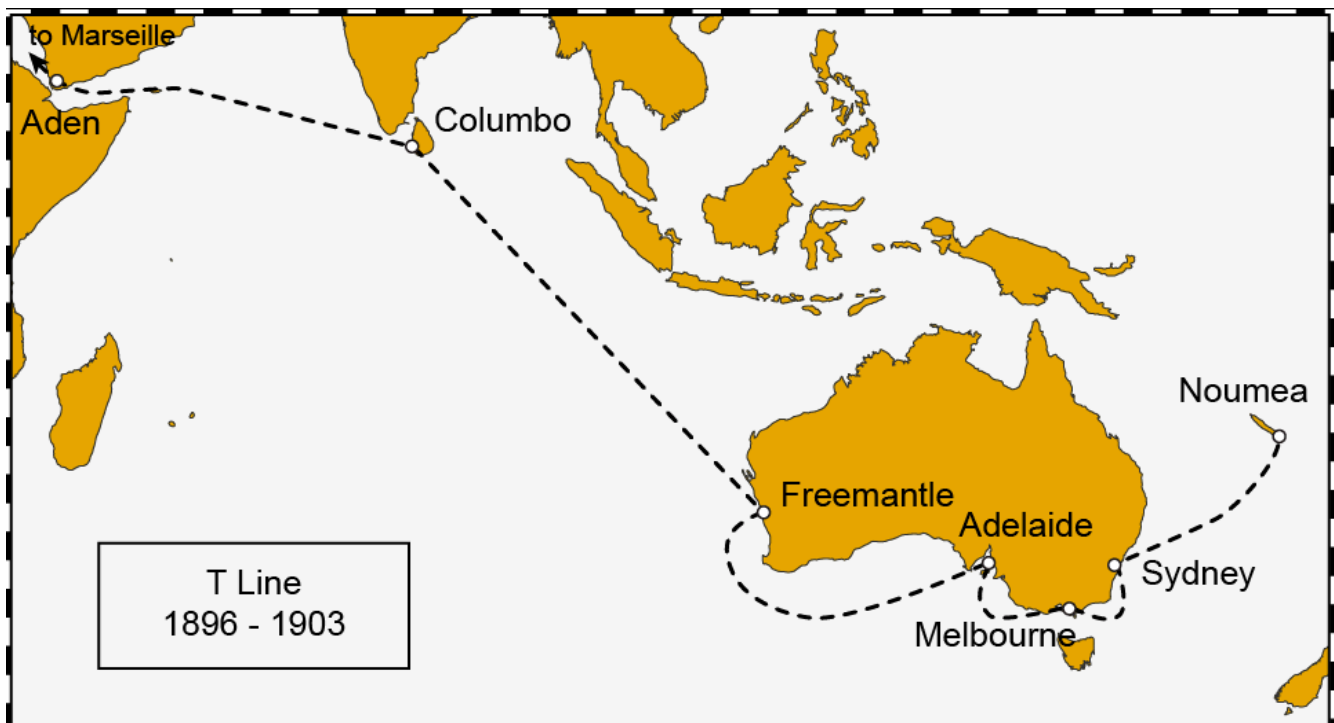 to Marseille
Aden
Columbo
Noumea
Freemantle
Adelaide
Sydney
Melbourne
T Line
1896 - 1903